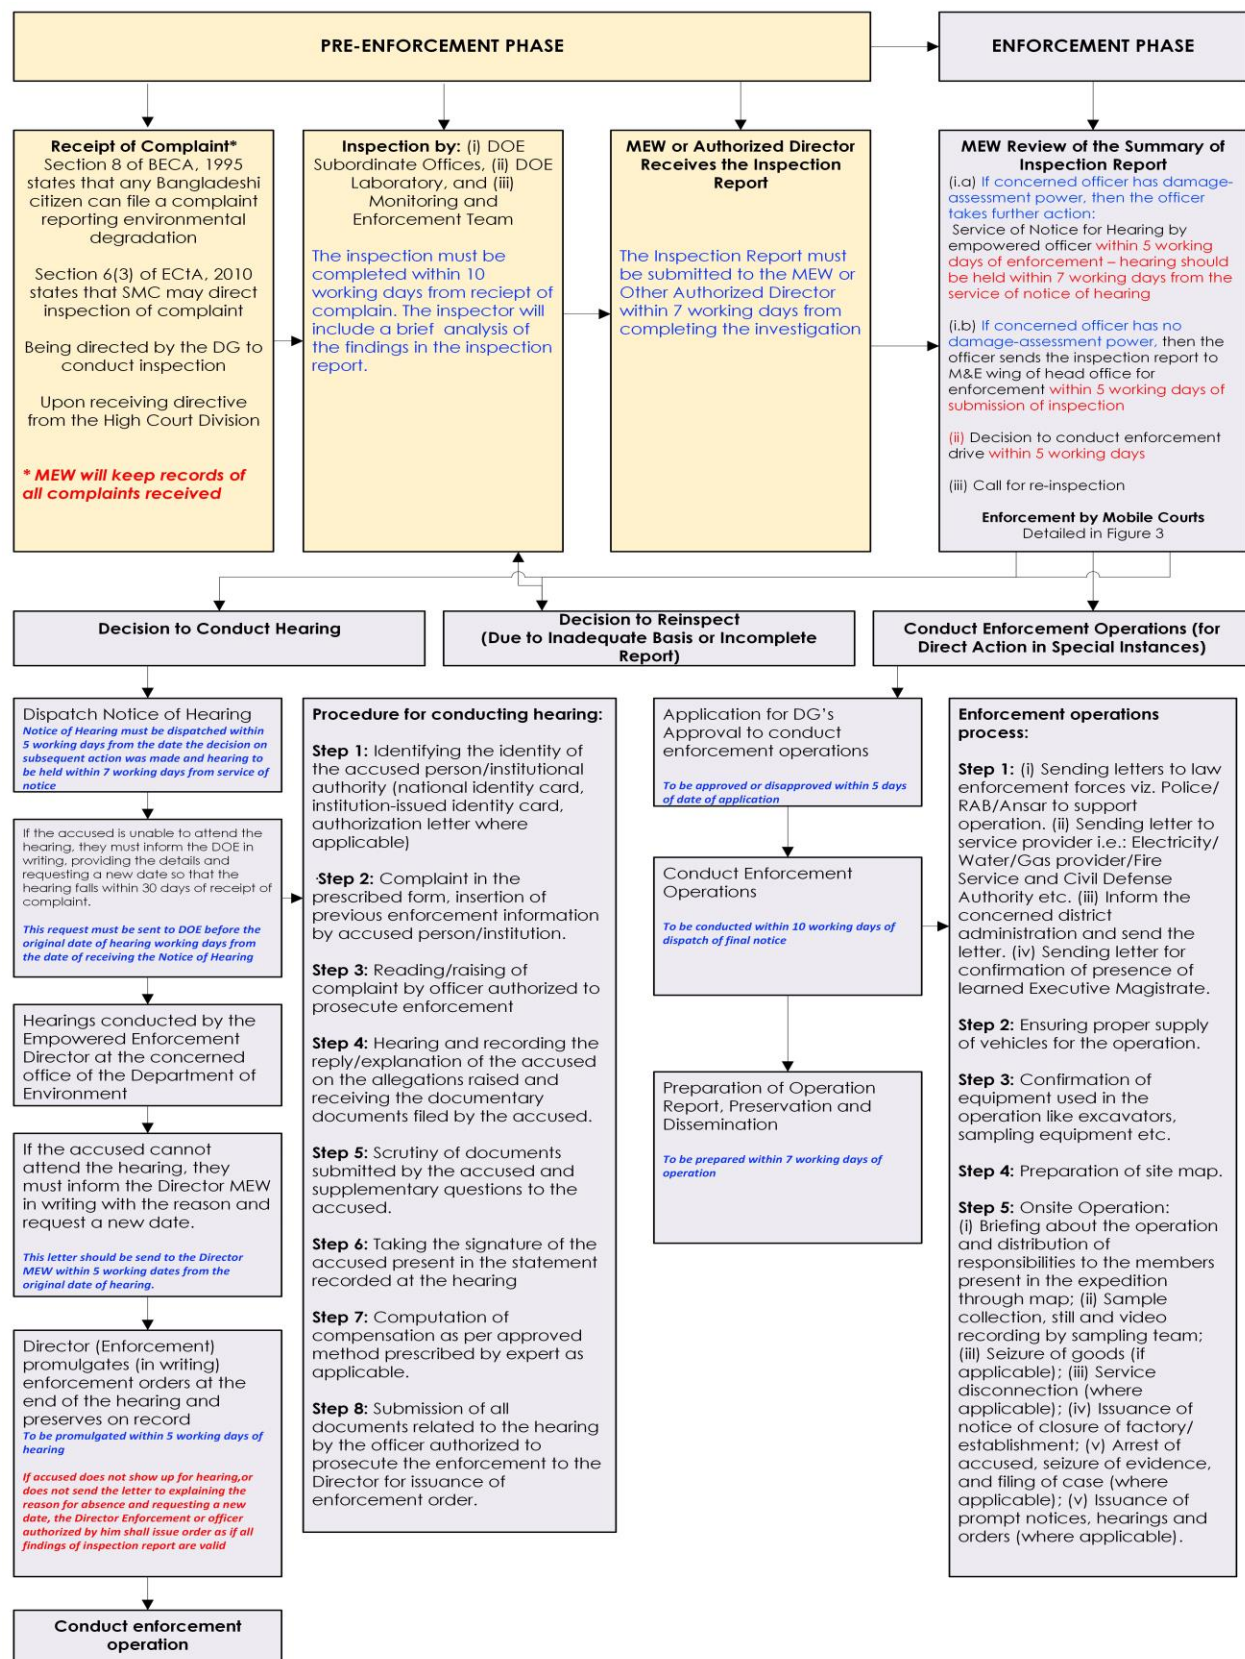 PRE-ENFORCEMENT PHASE
ENFORCEMENT PHASE
Receipt of Complaint*
Section 8 of BECA, 1995
states that any Bangladeshi
citizen can file a complaint
reporting environmental
degradation
Section 6(3) of ECtA, 2010
states that SMC may direct
inspection of complaint
Being directed by the DG to
conduct inspection
Upon receiving directive
from the High Court Division
* MEW will keep records of
all complaints received
Inspection by: (i) DOE
Subordinate Offices, (ii) DOE
Laboratory, and (iii)
Monitoring and
Enforcement Team
The inspection must be
completed within 10
working days from reciept of
complain. The inspector will
include a brief analysis of
the findings in the inspection
report.
MEW or Authorized Director
Receives the Inspection
Report
The Inspection Report must
be submitted to the MEW or
Other Authorized Director
within 7 working days from
completing the investigation
MEW Review of the Summary of
Inspection Report
(i.a) If concerned officer has damage-
assessment power, then the officer
takes further action:
Service of Notice for Hearing by
empowered officer within 5 working
days of enforcement – hearing should
be held within 7 working days from the
service of notice of hearing
(i.b) If concerned officer has no
damage-assessment power, then the
officer sends the inspection report to
M&E wing of head office for
enforcement within 5 working days of
submission of inspection
(ii) Decision to conduct enforcement
drive within 5 working days
(iii) Call for re-inspection
Enforcement by Mobile Courts
Detailed in Figure 3
Decision to Conduct Hearing
Decision to Reinspect
(Due to Inadequate Basis or Incomplete
Report)
Conduct Enforcement Operations (for
Direct Action in Special Instances)
Dispatch Notice of Hearing
Notice of Hearing must be dispatched within
5 working days from the date the decision on
subsequent action was made and hearing to
be held within 7 working days from service of
notice
If the accused is unable to attend the
hearing, they must inform the DOE in
writing, providing the details and
requesting a new date so that the
hearing falls within 30 days of receipt of
complaint.
This request must be sent to DOE before the
original date of hearing working days from
the date of receiving the Notice of Hearing
Hearings conducted by the
Empowered Enforcement
Director at the concerned
office of the Department of
Environment
If the accused cannot
attend the hearing, they
must inform the Director MEW
in writing with the reason and
request a new date.
This letter should be send to the Director
MEW within 5 working dates from the
original date of hearing.
Director (Enforcement)
promulgates (in writing)
enforcement orders at the
end of the hearing and
preserves on record
To be promulgated within 5 working days of
hearing
If accused does not show up for hearing,or
does not send the letter to explaining the
reason for absence and requesting a new
date, the Director Enforcement or officer
authorized by him shall issue order as if all
findings of inspection report are valid
Conduct enforcement
operation
Procedure for conducting hearing:
Step 1: Identifying the identity of
the accused person/institutional
authority (national identity card,
institution-issued identity card,
authorization letter where
applicable)
·Step 2: Complaint in the
prescribed form, insertion of
previous enforcement information
by accused person/institution.
Step 3: Reading/raising of
complaint by officer authorized to
prosecute enforcement
Step 4: Hearing and recording the
reply/explanation of the accused
on the allegations raised and
receiving the documentary
documents filed by the accused.
Step 5: Scrutiny of documents
submitted by the accused and
supplementary questions to the
accused.
Step 6: Taking the signature of the
accused present in the statement
recorded at the hearing
Step 7: Computation of
compensation as per approved
method prescribed by expert as
applicable.
Step 8: Submission of all
documents related to the hearing
by the officer authorized to
prosecute the enforcement to the
Director for issuance of
enforcement order.
Application for DG's
Approval to conduct
enforcement operations
To be approved or disapproved within 5 days
of date of application
Conduct Enforcement
Operations
To be conducted within 10 working days of
dispatch of final notice
Preparation of Operation
Report, Preservation and
Dissemination
To be prepared within 7 working days of
operation
Enforcement operations
process:
Step 1: (i) Sending letters to law
enforcement forces viz. Police/
RAB/Ansar to support
operation. (ii) Sending letter to
service provider i.e.: Electricity/
Water/Gas provider/Fire
Service and Civil Defense
Authority etc. (iii) Inform the
concerned district
administration and send the
letter. (iv) Sending letter for
confirmation of presence of
learned Executive Magistrate.
Step 2: Ensuring proper supply
of vehicles for the operation.
Step 3: Confirmation of
equipment used in the
operation like excavators,
sampling equipment etc.
Step 4: Preparation of site map.
Step 5: Onsite Operation:
(i) Briefing about the operation
and distribution of
responsibilities to the members
present in the expedition
through map; (ii) Sample
collection, still and video
recording by sampling team;
(iil) Seizure of goods (if
applicable); (iii) Service
disconnection (where
applicable); (iv) Issuance of
notice of closure of factory/
establishment; (v) Arrest of
accused, seizure of evidence,
and filing of case (where
applicable); (v) Issuance of
prompt notices, hearings and
orders (where applicable).